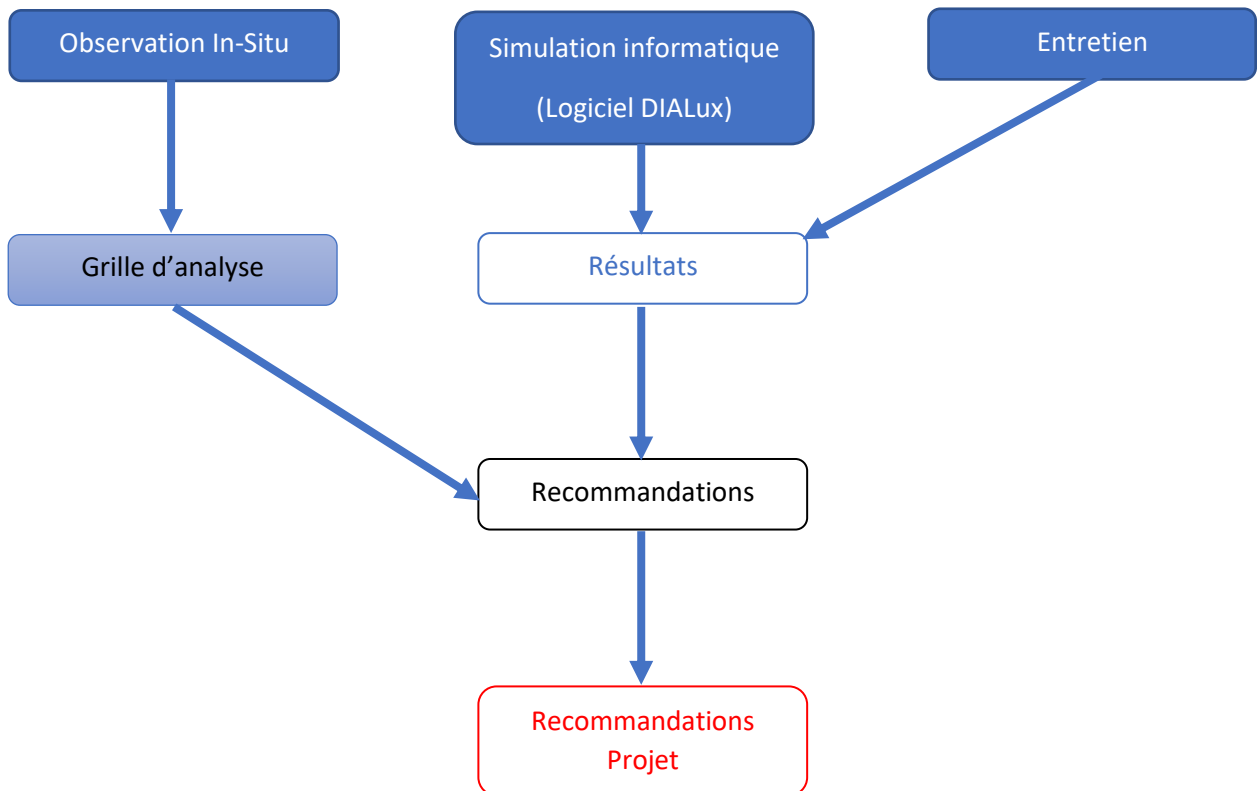 Observation In-Situ
Simulation informatique
(Logiciel DIALux)
Entretien
Grille d’analyse
Résultats
Recommandations
Recommandations
Projet